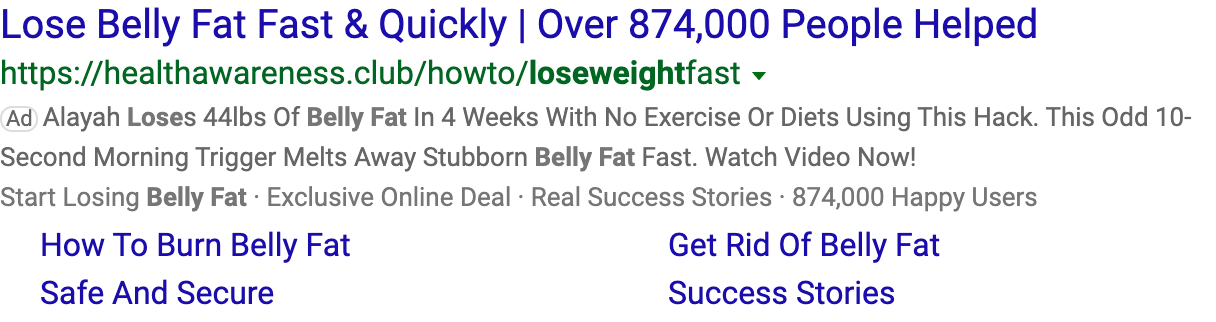 Lose Belly Fat Fast & Quickly | Over 874,000 People Helped
https://healthawareness.club/howto/loseweightfast
Ad Alayah Loses 44lbs Of Belly Fat In 4 Weeks With No Exercise Or Diets Using This Hack. This Odd 10-
Second Morning Trigger Melts Away Stubborn Belly Fat Fast. Watch Video Now!
Start Losing Belly Fat · Exclusive Online Deal · Real Success Stories · 874,000 Happy Users
How To Burn Belly Fat
Get Rid Of Belly Fat
Safe And Secure
Success Stories